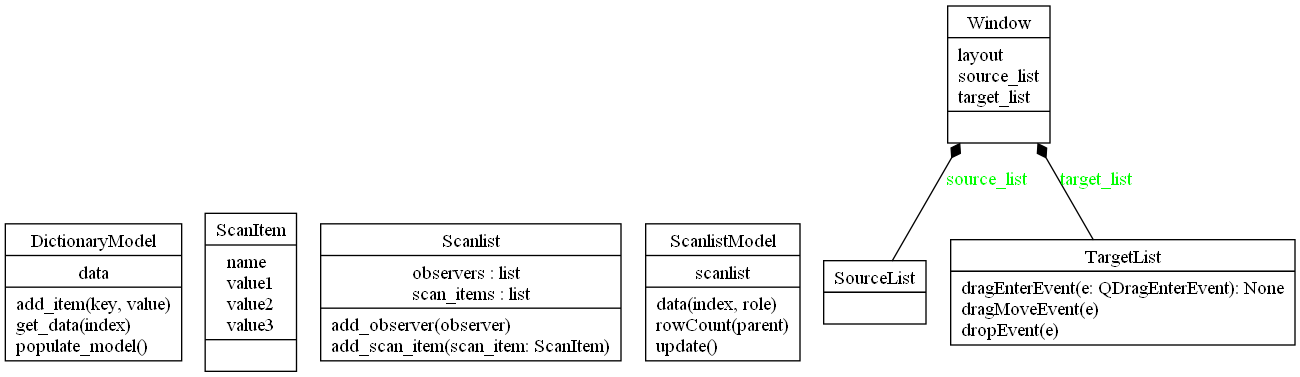 Window
layout
source_list
target_list
source_list
target_list
DictionaryModel
data
add_item(key, value)
get_data(index)
populate_model()
ScanItem
name
value1
value2
value3
Scanlist
observers : list
scan_items : list
add_observer(observer)
add_scan_item(scan_item: ScanItem)
ScanlistModel
scanlist
data(index, role)
rowCount(parent)
update()
SourceList
TargetList
dragEnterEvent(e: QDragEnterEvent): None
dragMoveEvent(e)
dropEvent(e)